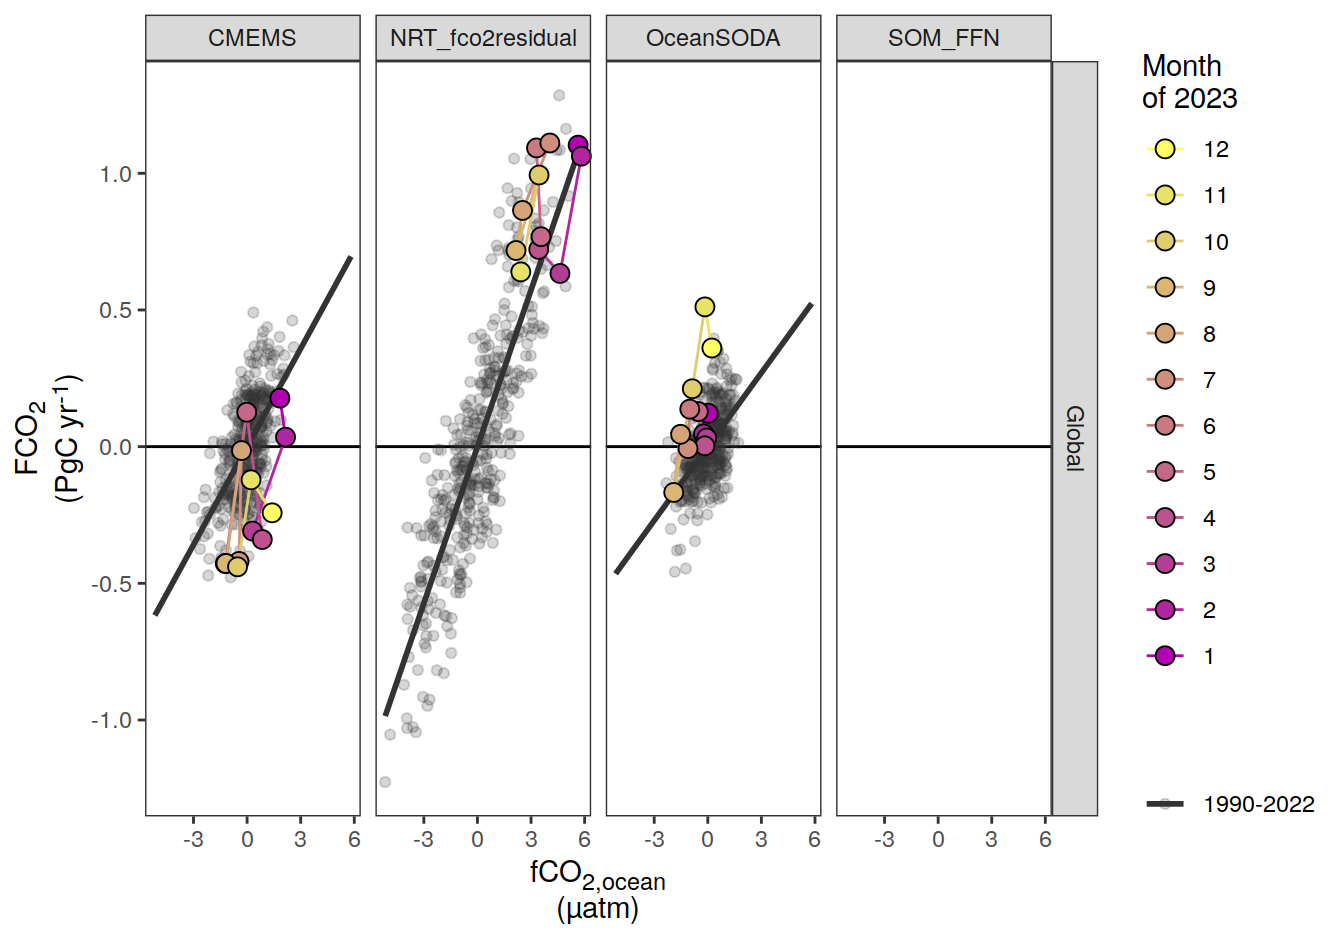 CMEMS NRT_fco2residual OceanSODA SOM_FFN
Global
FCO2
(PgC yr-1)
1.0
0.5
0.0
-0.5
-1.0
-3 0 3 6 -3 0 3 6 -3 0 3 6 -3 0 3 6
fCO2,ocean
(µatm)
Month
of 2023
12
11
10
9
8
7
6
5
4
3
2
1
1990-2022